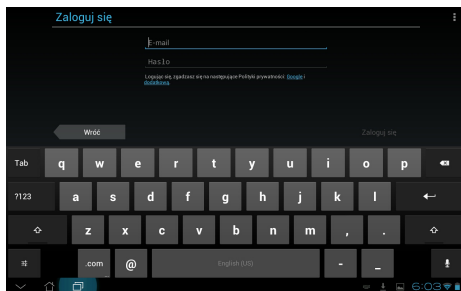 Zaloguj się
E-mail
Hasło
Logując się, zgadzasz się na następujące Polityki prywatności: Google i
dodatkowa
Wróć
Zaloguj się
Tab q w e r t y u i o p
?123 a s d f g h j k l
z x c v b n m , .
.com @ English (US) - _
6:03